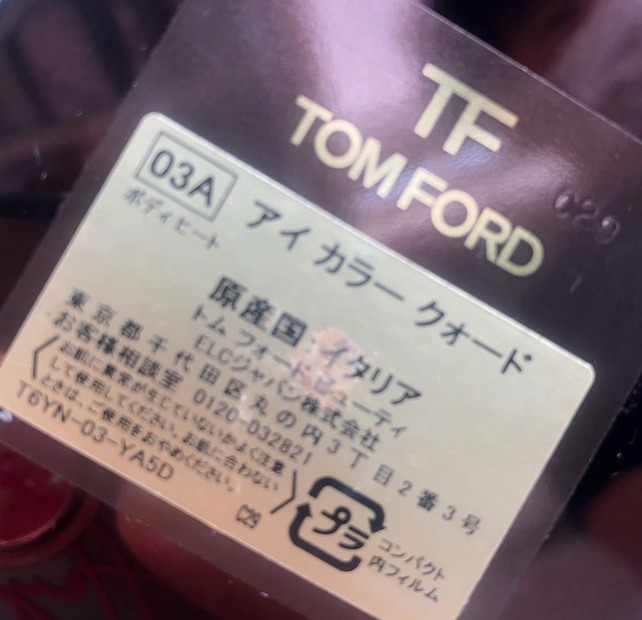 TF
TOM FORD
C29
03A
ボディヒート
アイ カラー クォード
原産国：イタリア
トム フォード ビューティ
ELCジャパン株式会社
東京都千代田区丸の内3丁目2番3号
お客様相談室 0120-032821
お肌に異常が生じていないかよく注意
して使用してください。お肌に合わない
ときは、ご使用をおやめください。
T6YN-03-YA5D
C29
プラ
コンパクト
内フィルム